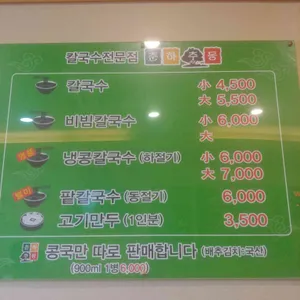 칼국수전문점 춘하추동
칼국수 小 4,500
大 5,500
비빔칼국수 小 6,000
大
냉콩칼국수 (하절기) 小 6,000
大 7,000
팥칼국수 (동절기) 6,000
고기만두 (1인분) 3,500
콩국만 따로 판매합니다 (배추김치:국산)
(900ml 1병 6,000)